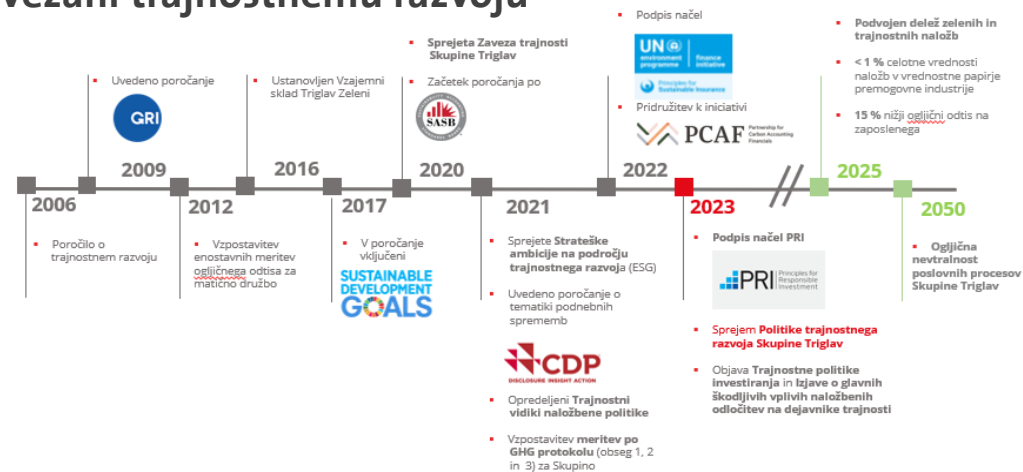 vezani trajnostnemu razvoju
2006
▪ Poročilo o
trajnostnem razvoju
▪ Uvedeno poročanje
GRI
2009
2012
▪ Vzpostavitev
enostavnih meritev
ogljičnega odtisa za
matično družbo
▪ Ustanovljen Vzajemni
sklad Triglav Zeleni
2016
2017
▪ V poročanje
vključeni
SUSTAINABLE
DEVELOPMENT
GOALS
▪ Sprejeta Zaveza trajnosti
Skupine Triglav
▪ Začetek poročanja po
SASB
2020
2021
▪ Sprejete Strateške
ambicije na področju
trajnostnega razvoja (ESG)
▪ Uvedeno poročanje o
tematiki podnebnih
sprememb
CDP
DISCLOSURE INSIGHT ACTION
▪ Opredeljeni Trajnostni
vidiki naložbene politike
▪ Vzpostavitev meritev po
GHG protokolu (obseg 1, 2
in 3) za Skupino
▪ Podpis načel
UN
environment
programme
finance
initiative
Principles for
Sustainable Insurance
▪ Pridružitev k iniciativi
PCAF
Partnership for
Carbon Accounting
Financials
2022
2023
▪ Podpis načel PRI
PRI
Principles for
Responsible
Investment
▪ Sprejem Politike trajnostnega
razvoja Skupine Triglav
▪ Objava Trajnostne politike
investiranja in Izjave o glavnih
škodljivih vplivih naložbenih
odločitev na dejavnike trajnosti
▪ Podvojen delež zelenih in
trajnostnih naložb
▪ < 1 % celotne vrednosti
naložb v vrednostne papirje
premogovne industrije
▪ 15 % nižji ogljični odtis na
zaposlenega
2025
2050
▪ Ogljična
nevtralnost
poslovnih procesov
Skupine Triglav